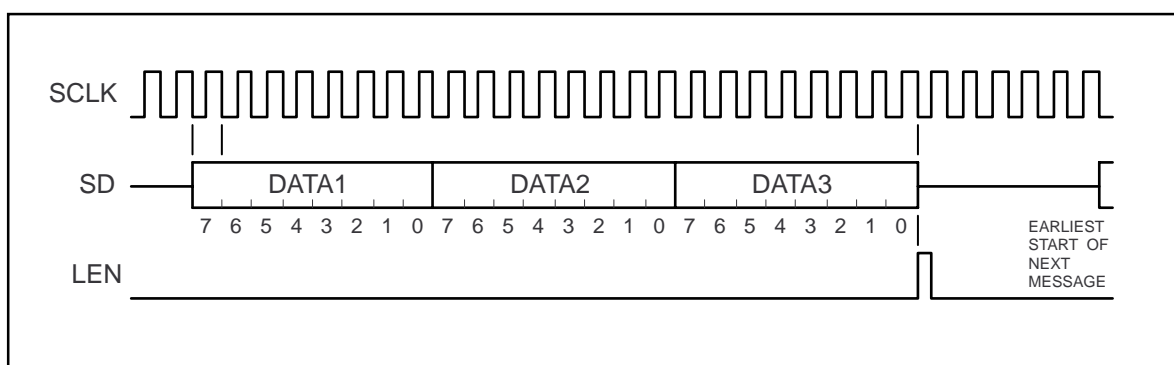 SCLK
SD DATA1 DATA2 DATA3
7 6 5 4 3 2 1 0 7 6 5 4 3 2 1 0 7 6 5 4 3 2 1 0
LEN
EARLIEST
START OF
NEXT
MESSAGE